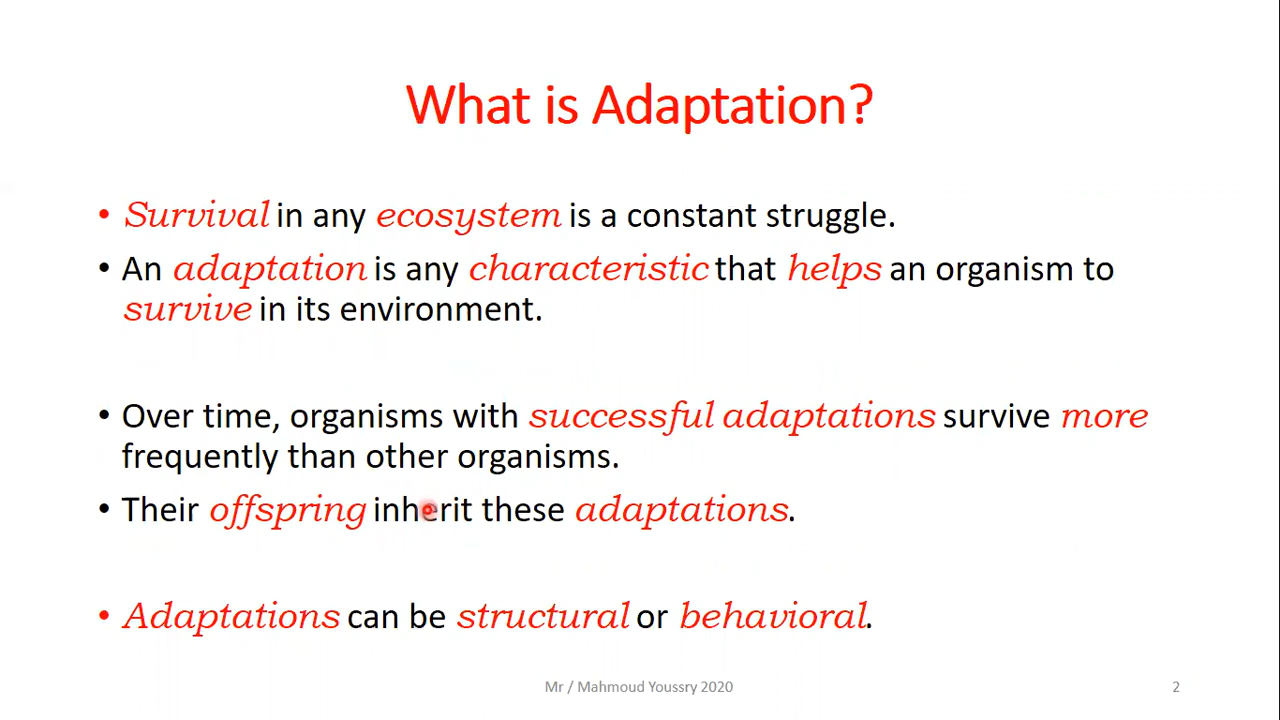 What is Adaptation?
• Survival in any ecosystem is a constant struggle.
• An adaptation is any characteristic that helps an organism to
survive in its environment.
• Over time, organisms with successful adaptations survive more
frequently than other organisms.
• Their offspring inherit these adaptations.
• Adaptations can be structural or behavioral.
Mr / Mahmoud Youssry 2020
2